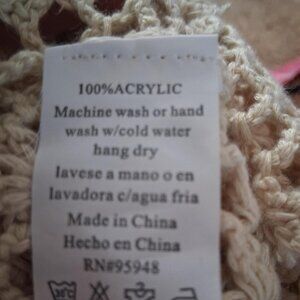 100%ACRYLIC
Machine wash or hand
wash w/cold water
hang dry
lavese a mano o en
lavadora c/agua fria
Made in China
Hecho en China
RN#95948